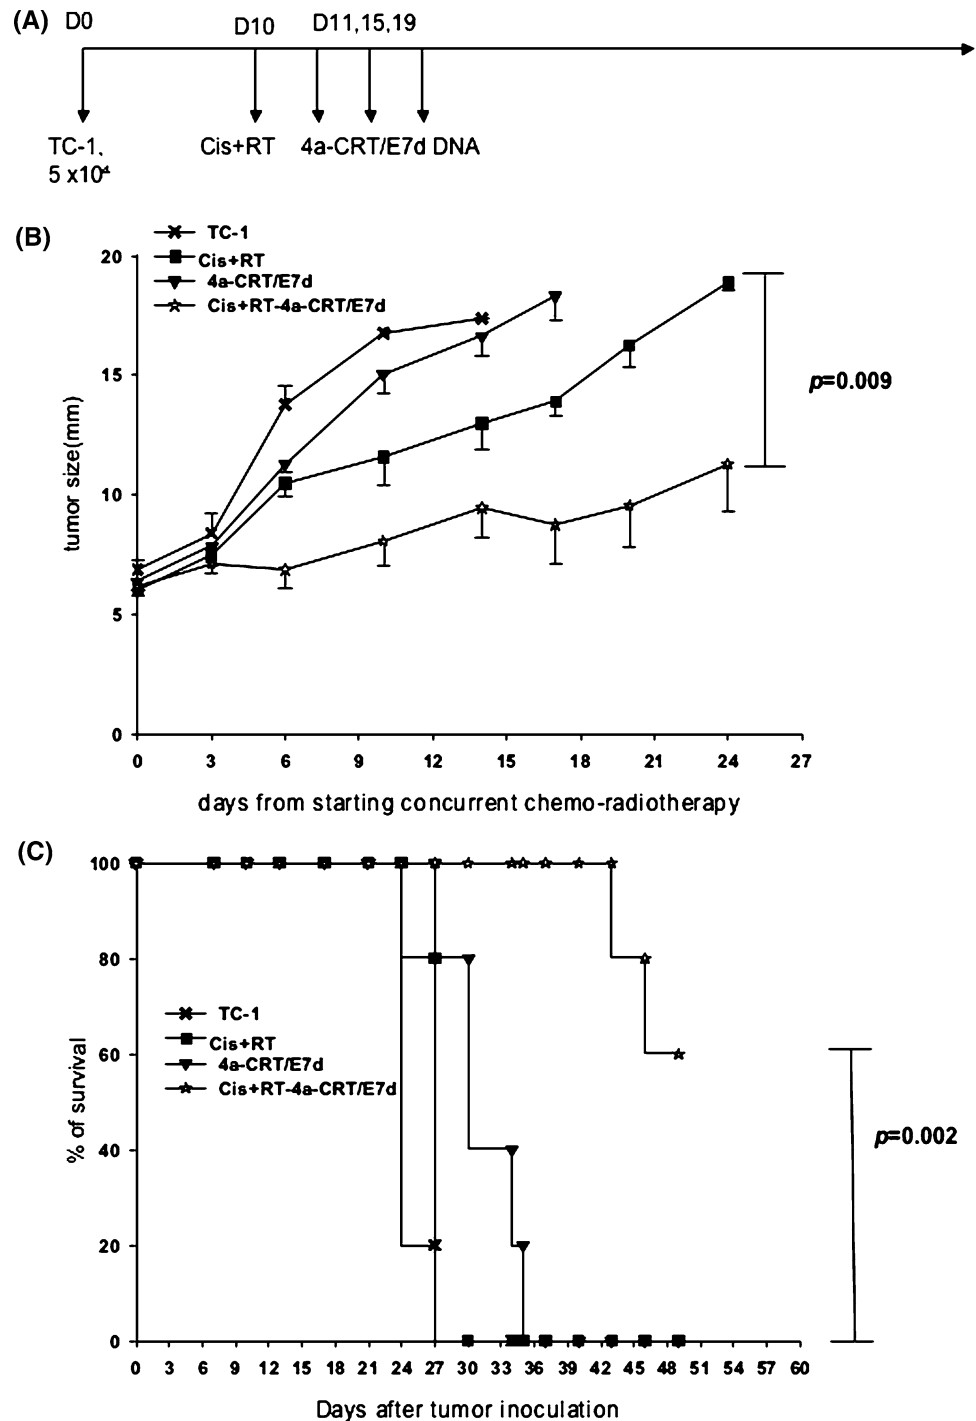 (A) D0 D10 D11,15,19
TC-1, Cis+RT 4a-CRT/E7d DNA
5 x10⁴
(B)
TC-1
Cis+RT
4a-CRT/E7d
Cis+RT-4a-CRT/E7d
20
15
10
5
0
tumor size(mm)
p=0.009
0 3 6 9 12 15 18 21 24 27
days from starting concurrent chemo-radiotherapy
(C)
100
80
60
40
20
0
% of survival
TC-1
Cis+RT
4a-CRT/E7d
Cis+RT-4a-CRT/E7d
p=0.002
0 3 6 9 12 15 18 21 24 27 30 33 36 39 42 45 48 51 54 57 60
Days after tumor inoculation